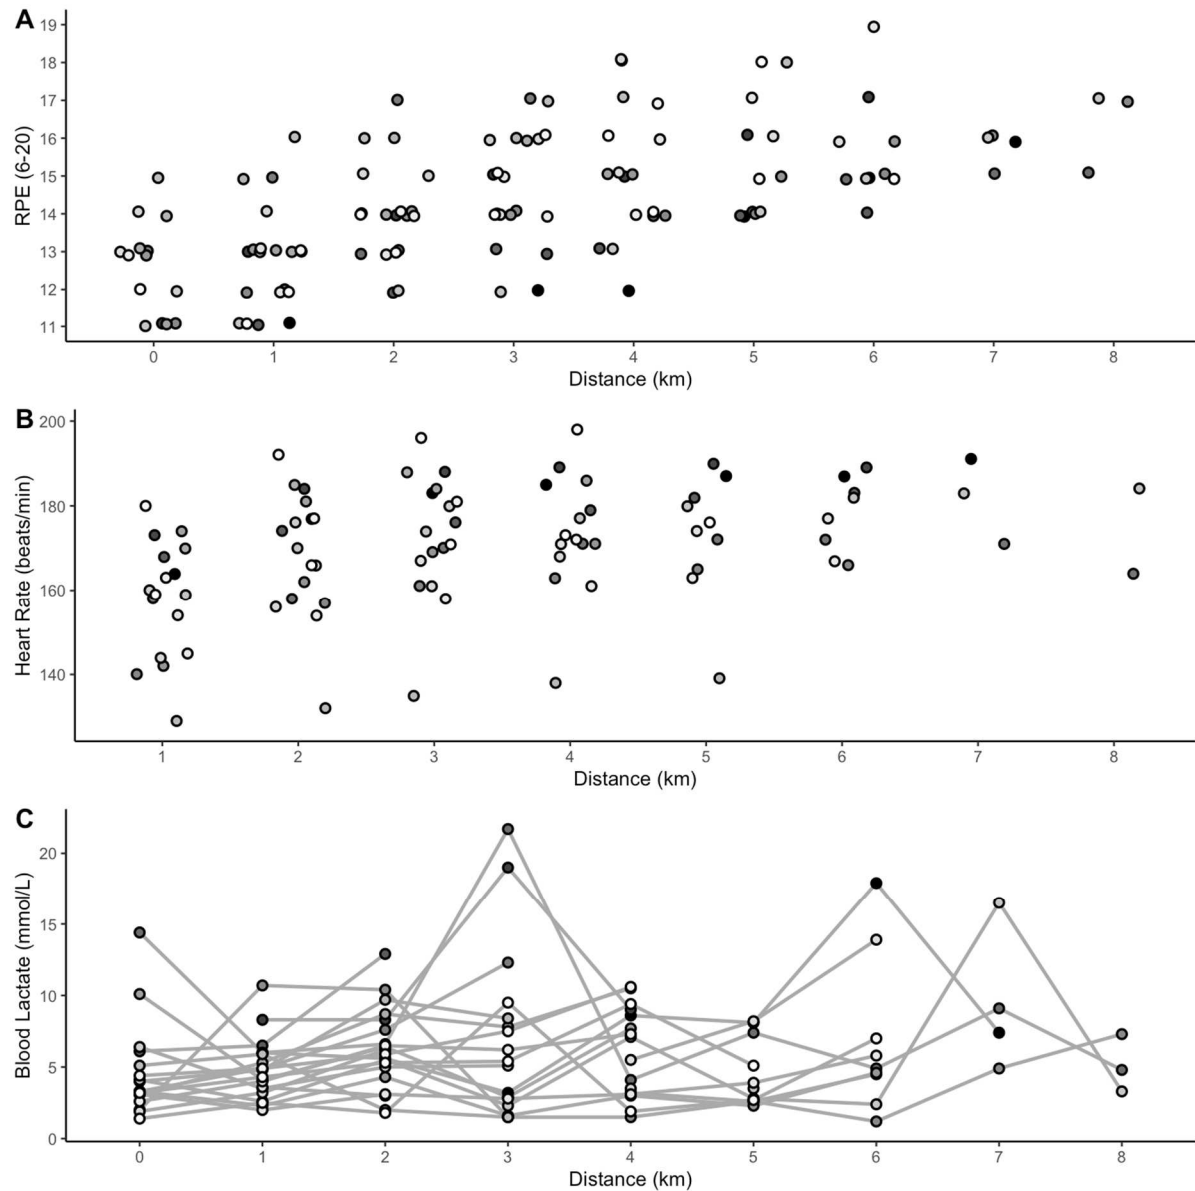 A
RPE (6-20)
19
18
17
16
15
14
13
12
11
0 1 2 3 4 5 6 7 8
Distance (km)
B
Heart Rate (beats/min)
200
180
160
140
1 2 3 4 5 6 7 8
Distance (km)
C
Blood Lactate (mmol/L)
20
15
10
5
0
0 1 2 3 4 5 6 7 8
Distance (km)